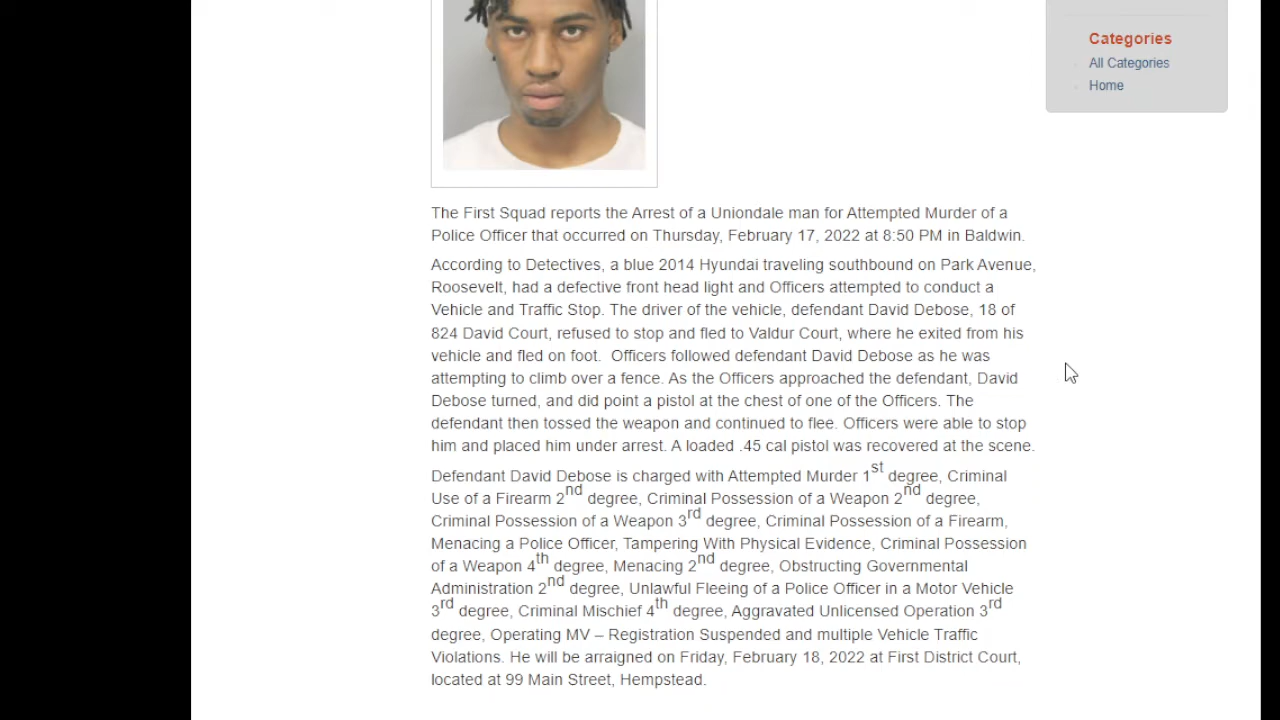 Categories
All Categories
Home
The First Squad reports the Arrest of a Uniondale man for Attempted Murder of a
Police Officer that occurred on Thursday, February 17, 2022 at 8:50 PM in Baldwin.
According to Detectives, a blue 2014 Hyundai traveling southbound on Park Avenue,
Roosevelt, had a defective front head light and Officers attempted to conduct a
Vehicle and Traffic Stop. The driver of the vehicle, defendant David Debose, 18 of
824 David Court, refused to stop and fled to Valdur Court, where he exited from his
vehicle and fled on foot.  Officers followed defendant David Debose as he was
attempting to climb over a fence. As the Officers approached the defendant, David
Debose turned, and did point a pistol at the chest of one of the Officers. The
defendant then tossed the weapon and continued to flee. Officers were able to stop
him and placed him under arrest. A loaded .45 cal pistol was recovered at the scene.
Defendant David Debose is charged with Attempted Murder 1st degree, Criminal
Use of a Firearm 2nd degree, Criminal Possession of a Weapon 2nd degree,
Criminal Possession of a Weapon 3rd degree, Criminal Possession of a Firearm,
Menacing a Police Officer, Tampering With Physical Evidence, Criminal Possession
of a Weapon 4th degree, Menacing 2nd degree, Obstructing Governmental
Administration 2nd degree, Unlawful Fleeing of a Police Officer in a Motor Vehicle
3rd degree, Criminal Mischief 4th degree, Aggravated Unlicensed Operation 3rd
degree, Operating MV – Registration Suspended and multiple Vehicle Traffic
Violations. He will be arraigned on Friday, February 18, 2022 at First District Court,
located at 99 Main Street, Hempstead.